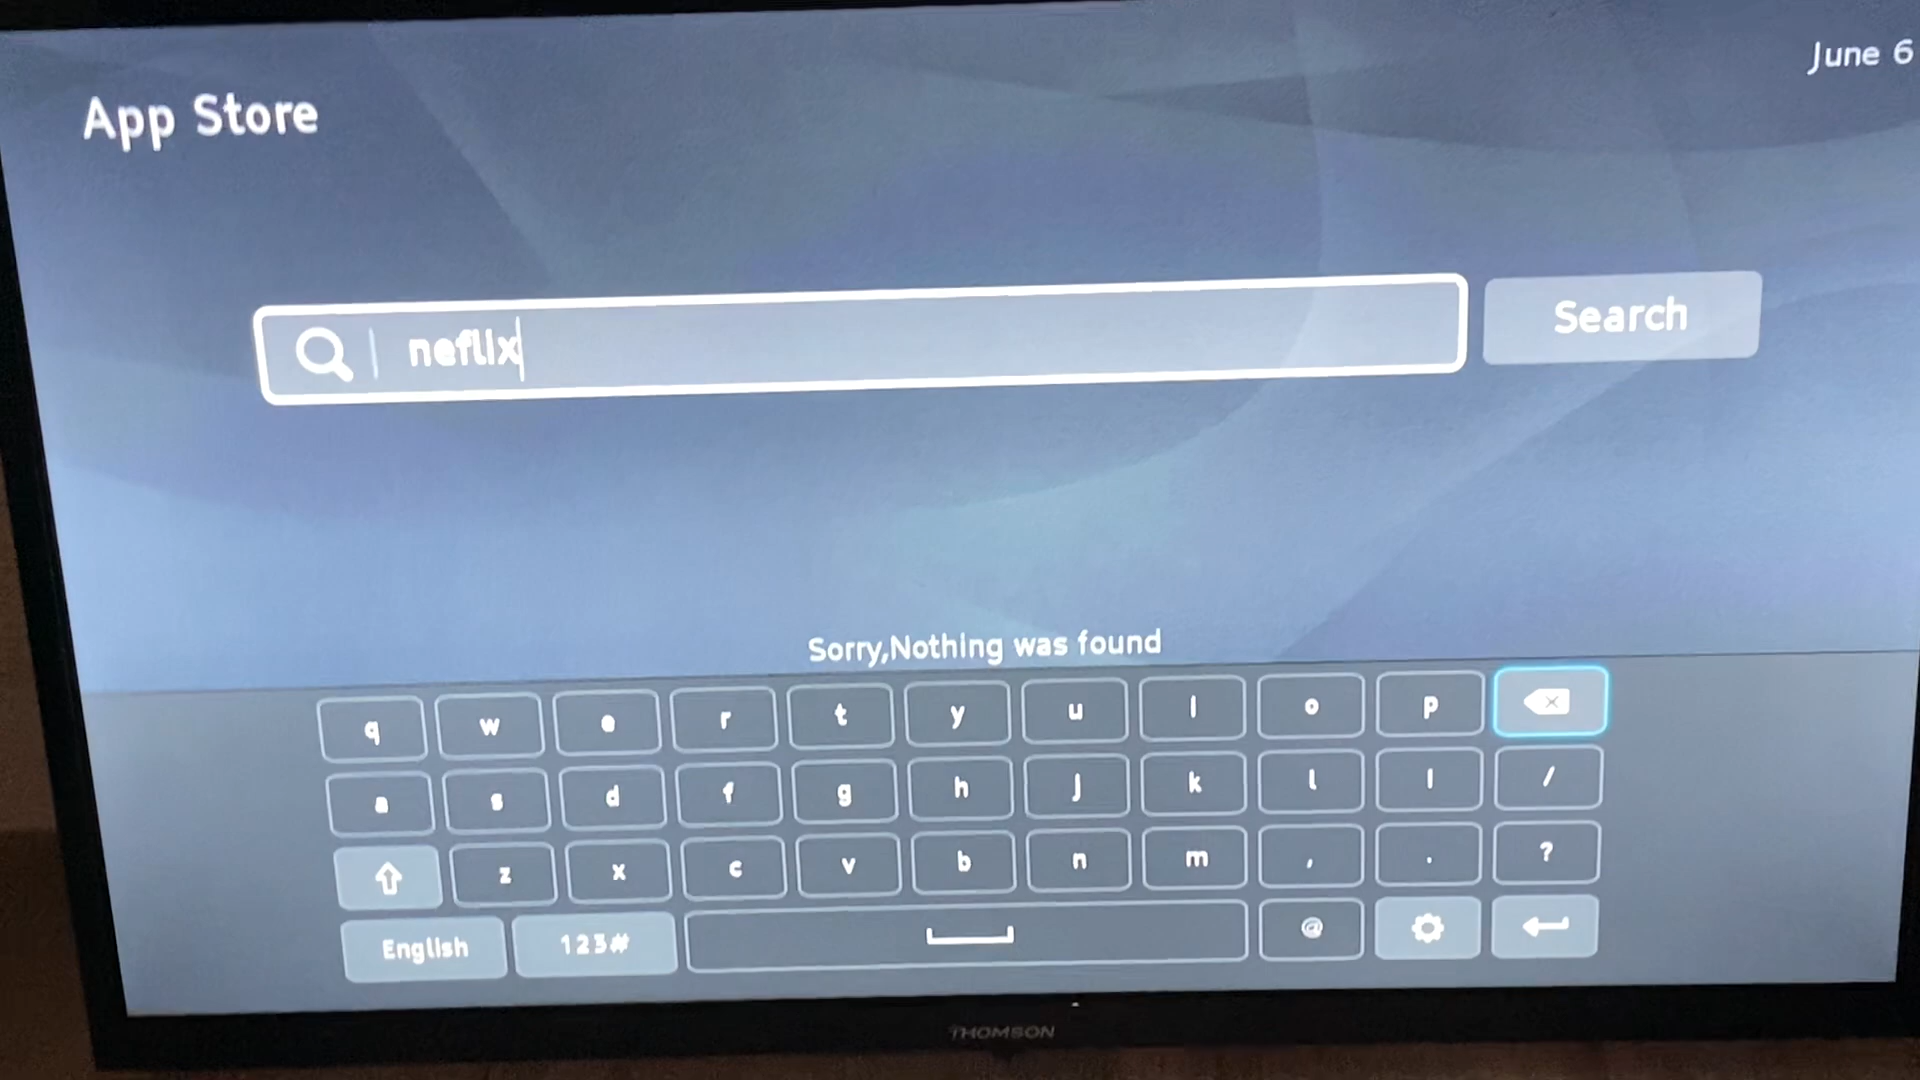 June 6
App Store
neflix
Search
Sorry,Nothing was found
q w e r t y u i o p
a s d f g h j k l l /
z x c v b n m , . ?
English 123# @
THOMSON